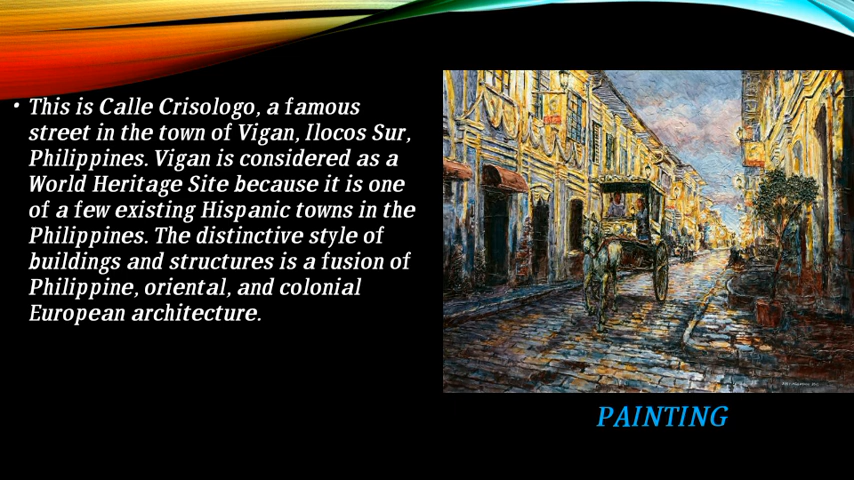 • This is Calle Crisologo, a famous
street in the town of Vigan, Ilocos Sur,
Philippines. Vigan is considered as a
World Heritage Site because it is one
of a few existing Hispanic towns in the
Philippines. The distinctive style of
buildings and structures is a fusion of
Philippine, oriental, and colonial
European architecture.
PAINTING